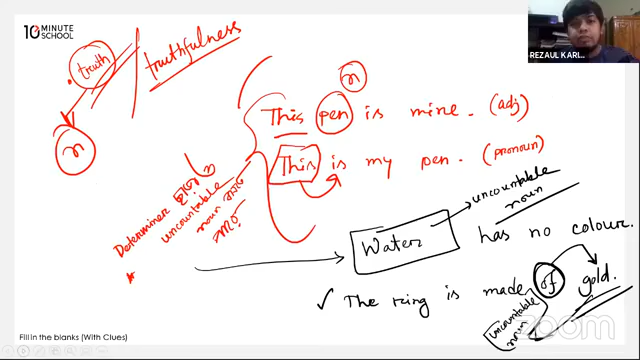 10 MINUTE SCHOOL
REZAUL KARI
truth
truthfulness
n
n
This pen is mine. (adj)
This is my pen. (pronoun)
Determiner
uncountable
noun
uncountable noun
Water has no colour.
✓ The ring is made of gold.
uncountable noun
zoom
Fill in the blanks (With Clues)